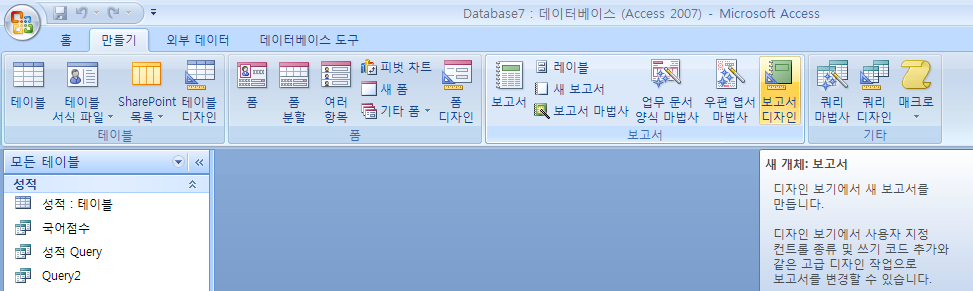 Database7 : 데이터베이스 (Access 2007) - Microsoft Access
홈 만들기 외부 데이터 데이터베이스 도구
테이블
테이블
서식 파일
SharePoint
목록
테이블
디자인
테이블
폼
폼
분할
여러
항목
피벗 차트
새 폼
기타 폼
폼
디자인
폼
보고서
레이블
새 보고서
보고서 마법사
업무 문서
양식 마법사
우편 엽서
마법사
보고서
디자인
보고서
쿼리
마법사
쿼리
디자인
매크로
기타
모든 테이블
성적
성적 : 테이블
국어점수
성적 Query
Query2
새 개체: 보고서
디자인 보기에서 새 보고서를
만듭니다.
디자인 보기에서 사용자 지정
컨트롤 종류 및 쓰기 코드 추가와
같은 고급 디자인 작업으로
보고서를 변경할 수 있습니다.